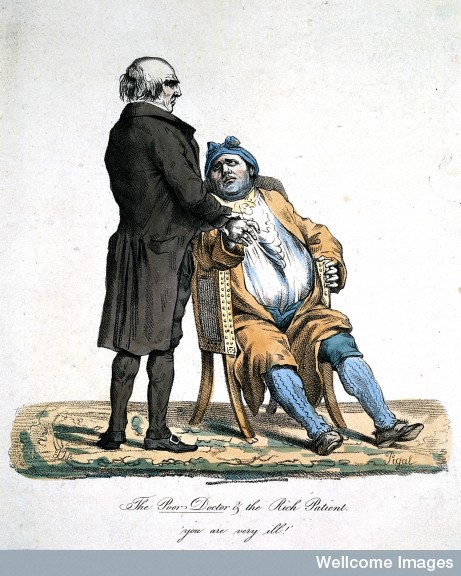 Pigal
The Poor Doctor & the Rich Patient.
'you are very ill!'
Wellcome Images